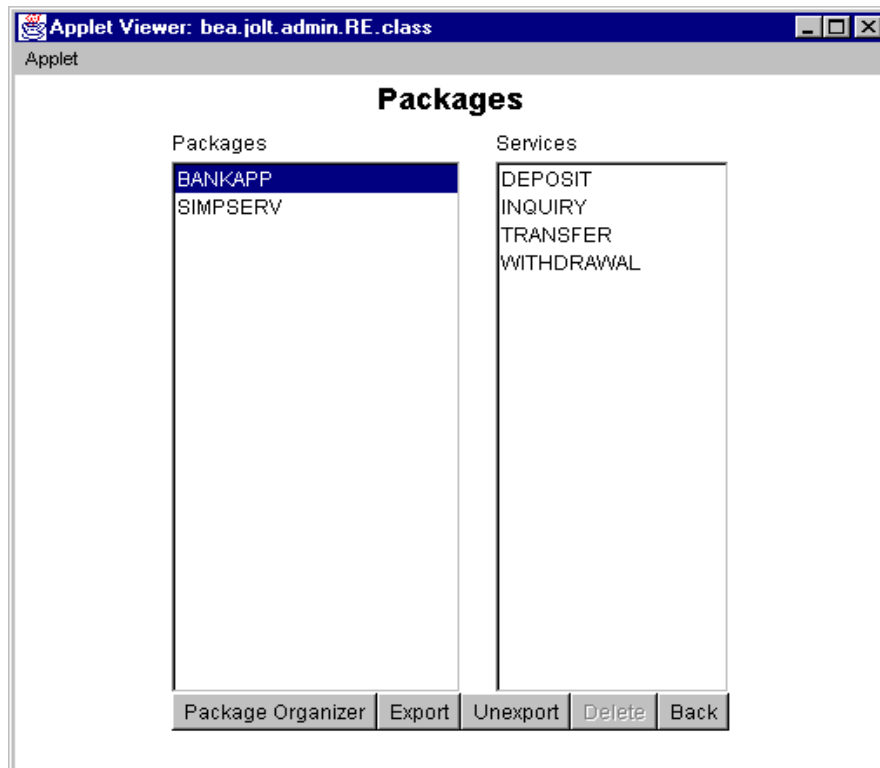 Applet Viewer: bea.jolt.admin.RE.class
Applet
Packages
Packages
Services
BANKAPP
SIMPSERV
DEPOSIT
INQUIRY
TRANSFER
WITHDRAWAL
Package Organizer Export Unexport Delete Back